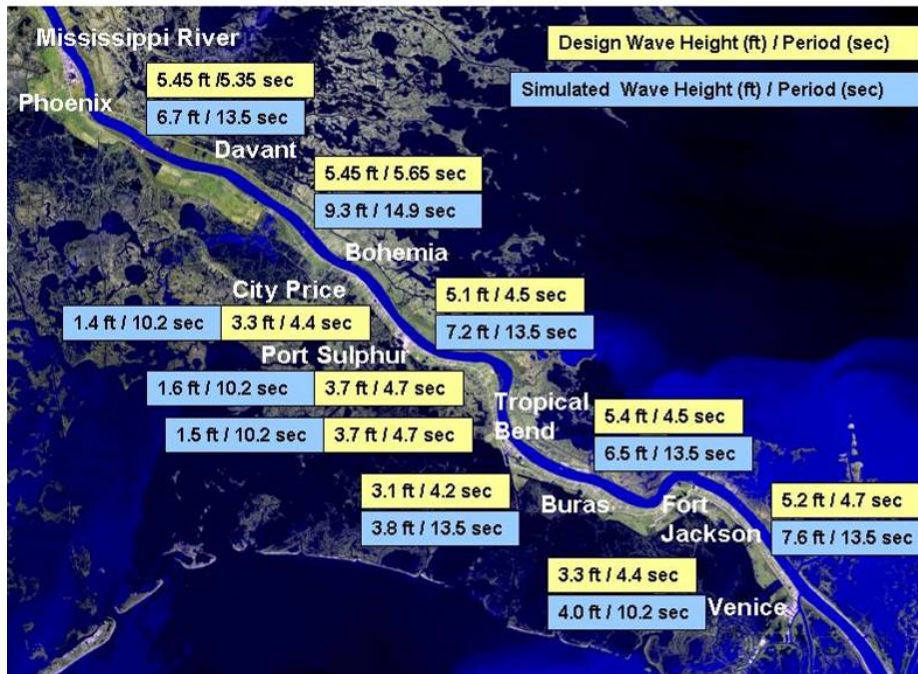 Mississippi River
Design Wave Height (ft) / Period (sec)
5.45 ft /5.35 sec
Simulated Wave Height (ft) / Period (sec)
Phoenix
6.7 ft / 13.5 sec
Davant
5.45 ft / 5.65 sec
9.3 ft / 14.9 sec
Bohemia
City Price
5.1 ft / 4.5 sec
1.4 ft / 10.2 sec
3.3 ft / 4.4 sec
7.2 ft / 13.5 sec
Port Sulphur
1.6 ft / 10.2 sec
3.7 ft / 4.7 sec
Tropical
Bend
5.4 ft / 4.5 sec
1.5 ft / 10.2 sec
3.7 ft / 4.7 sec
6.5 ft / 13.5 sec
3.1 ft / 4.2 sec
3.8 ft / 13.5 sec
Buras
Fort
Jackson
5.2 ft / 4.7 sec
7.6 ft / 13.5 sec
3.3 ft / 4.4 sec
4.0 ft / 10.2 sec
Venice